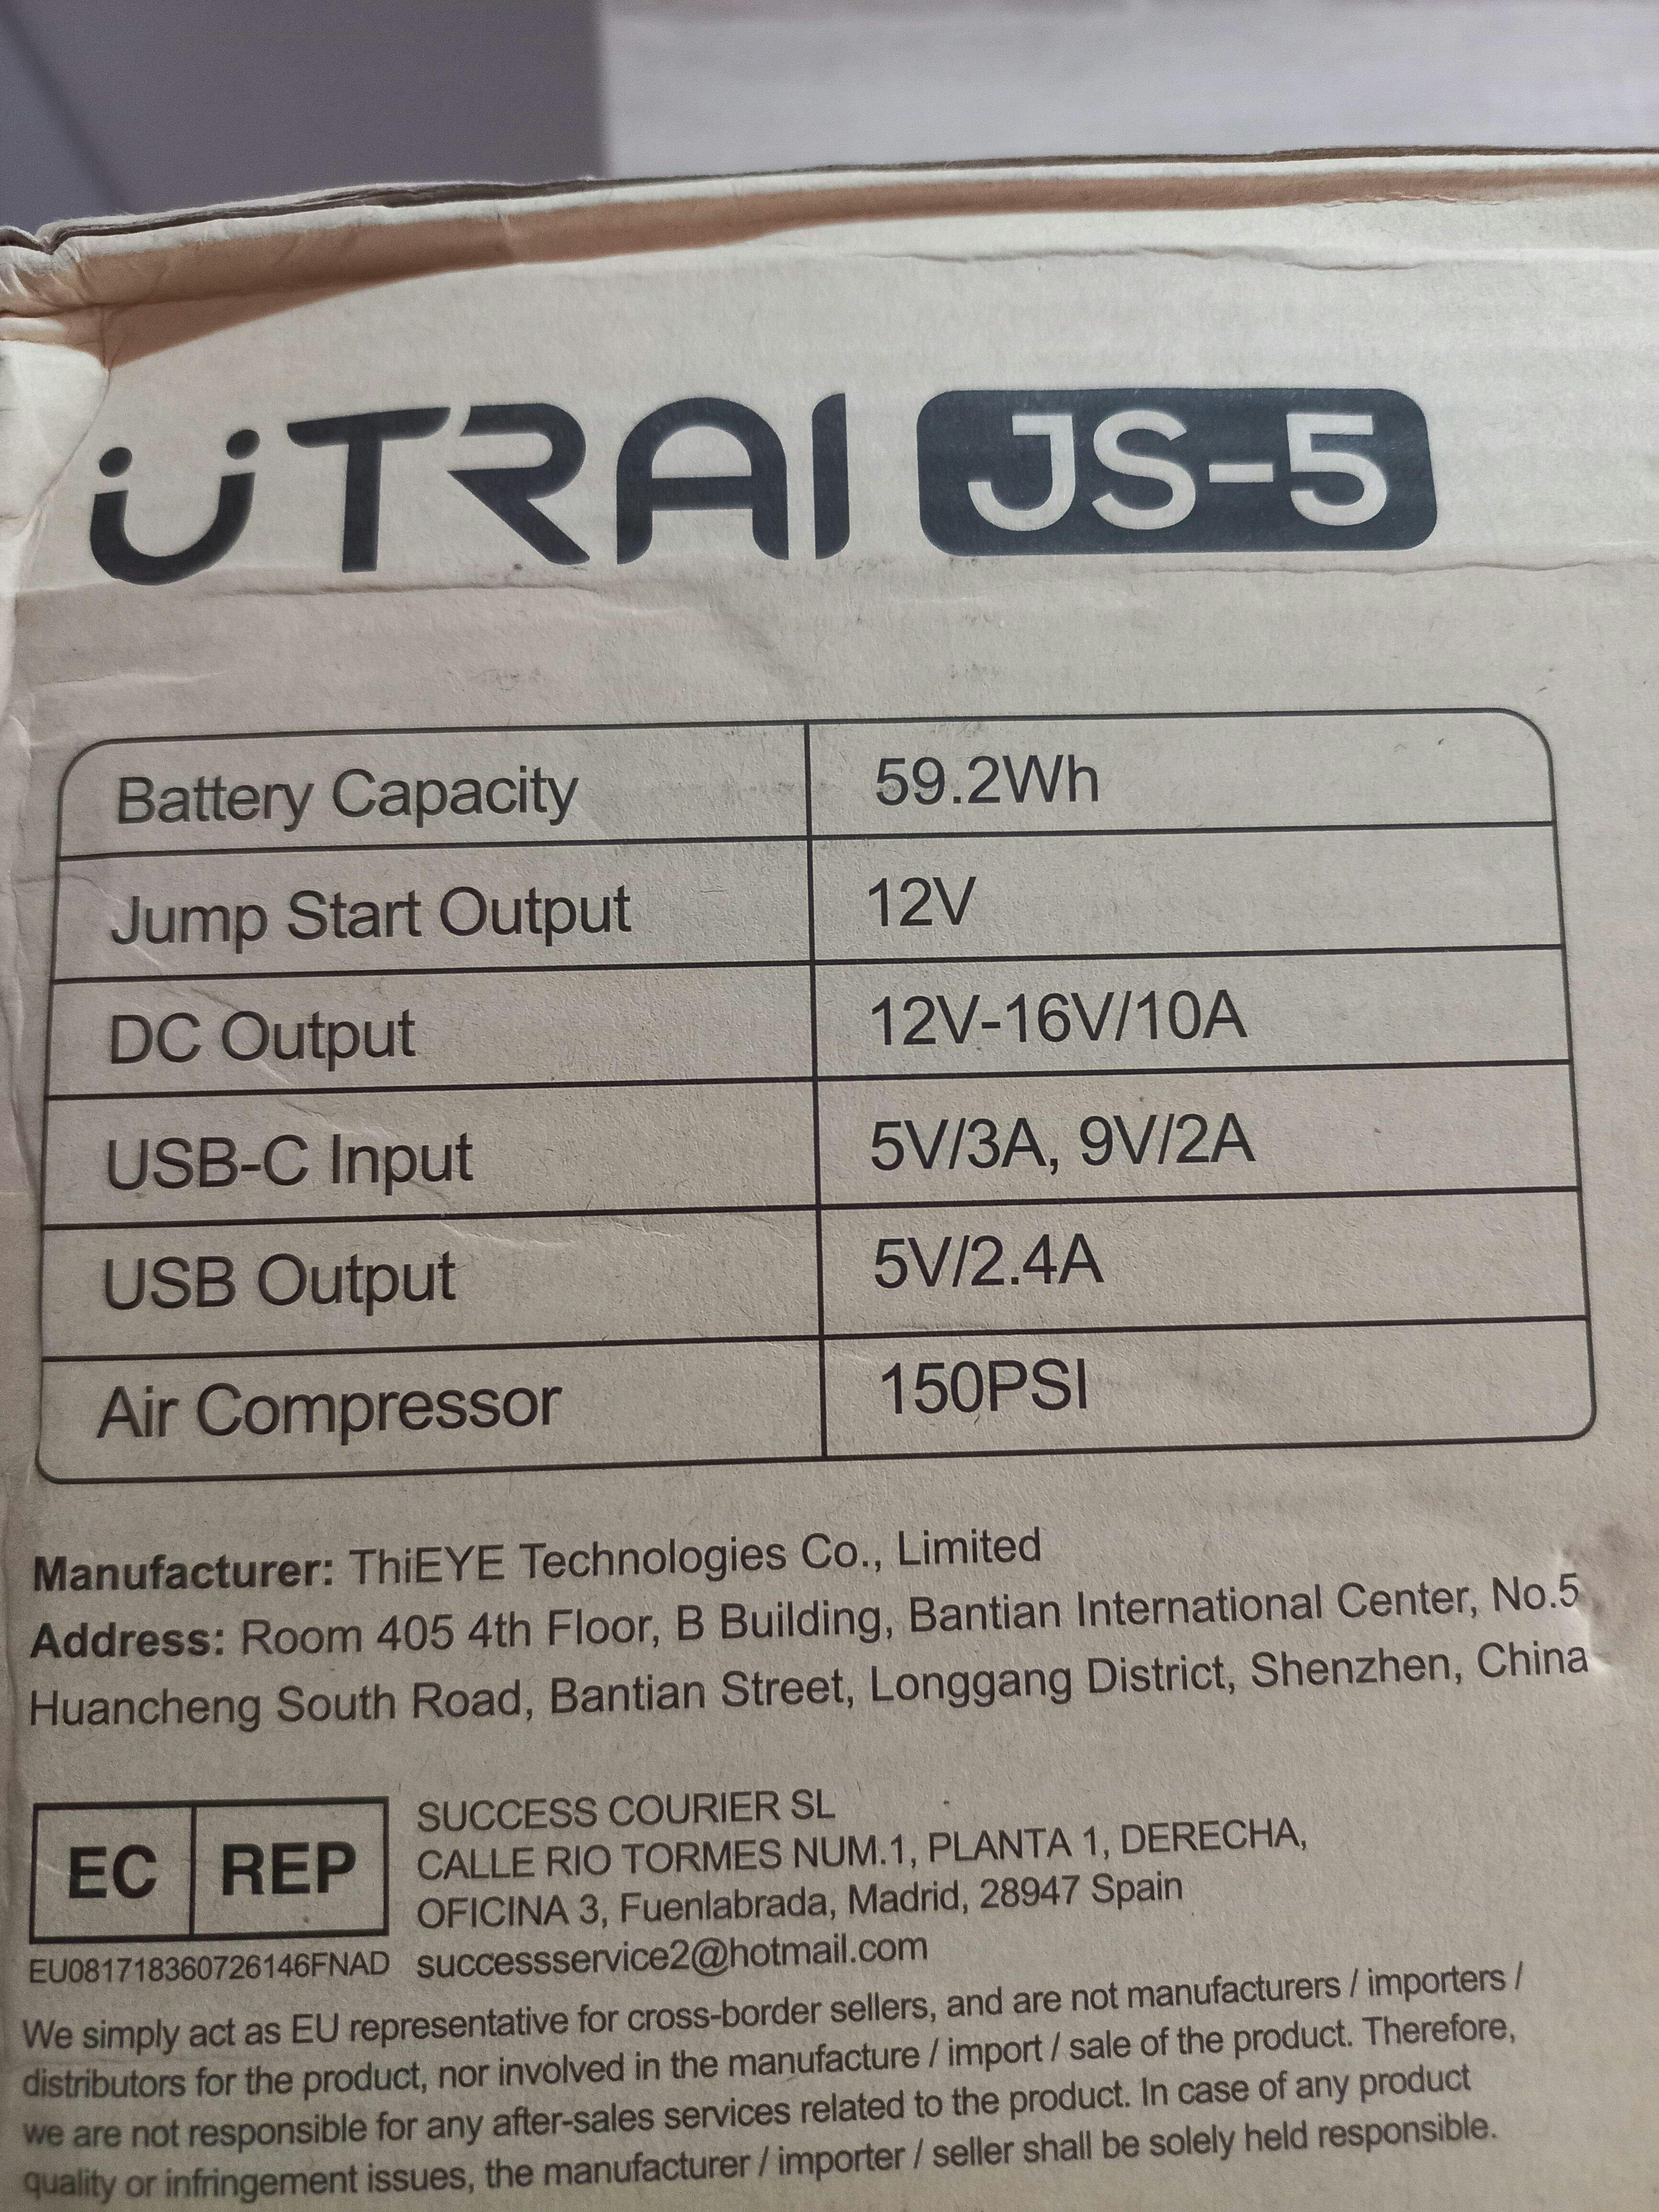 UTRAI JS-5
Battery Capacity 59.2Wh
Jump Start Output 12V
DC Output 12V-16V/10A
USB-C Input 5V/3A, 9V/2A
USB Output 5V/2.4A
Air Compressor 150PSI
Manufacturer: ThiEYE Technologies Co., Limited
Address: Room 405 4th Floor, B Building, Bantian International Center, No.5
Huancheng South Road, Bantian Street, Longgang District, Shenzhen, China
EC REP
SUCCESS COURIER SL
CALLE RIO TORMES NUM.1, PLANTA 1, DERECHA,
OFICINA 3, Fuenlabrada, Madrid, 28947 Spain
EU081718360726146FNAD successservice2@hotmail.com
We simply act as EU representative for cross-border sellers, and are not manufacturers / importers /
distributors for the product, nor involved in the manufacture / import / sale of the product. Therefore,
we are not responsible for any after-sales services related to the product. In case of any product
quality or infringement issues, the manufacturer / importer / seller shall be solely held responsible.